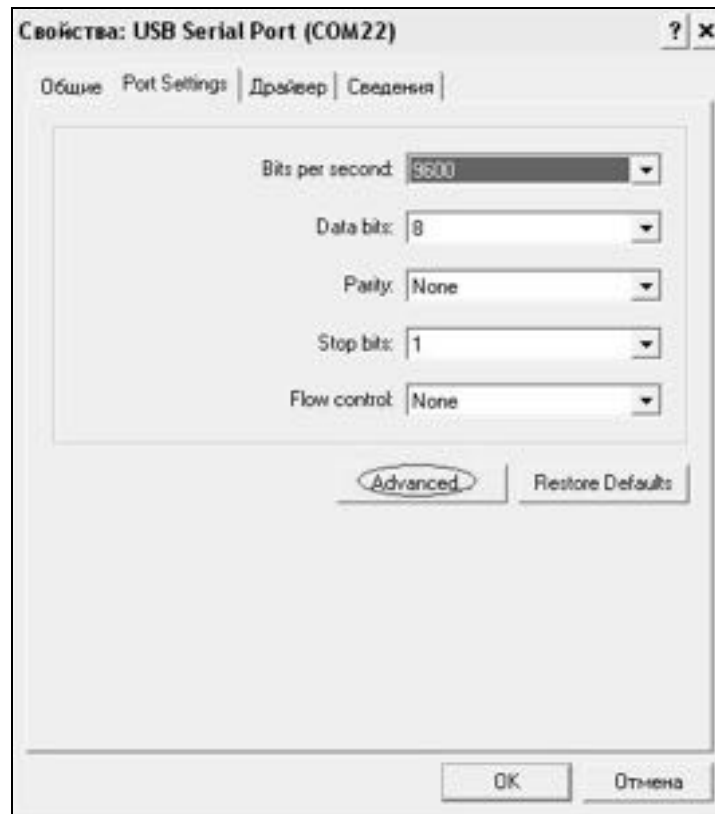 Свойства: USB Serial Port (COM22) ? ×
Общие Port Settings Драйвер Сведения
Bits per second: 9600
Data bits: 8
Parity: None
Stop bits: 1
Flow control: None
Advanced... Restore Defaults
OK Отмена